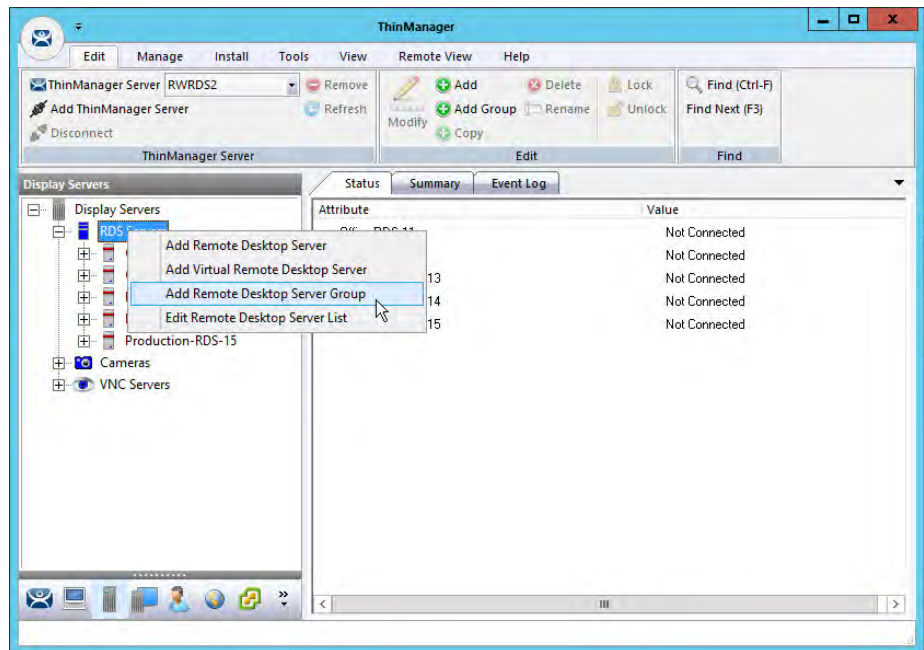 ThinManager
Edit Manage Install Tools View Remote View Help
ThinManager Server RWRDS2
Add ThinManager Server
Disconnect
Remove
Refresh
ThinManager Server
Modify
Add
Add Group
Copy
Delete
Rename
Lock
Unlock
Edit
Find (Ctrl-F)
Find Next (F3)
Find
Display Servers
Display Servers
RDS
Production-RDS-15
Cameras
VNC Servers
Add Remote Desktop Server
Add Virtual Remote Desktop Server
Add Remote Desktop Server Group
Edit Remote Desktop Server List
Status Summary Event Log
Attribute Value
Not Connected
Not Connected
13 Not Connected
14 Not Connected
15 Not Connected